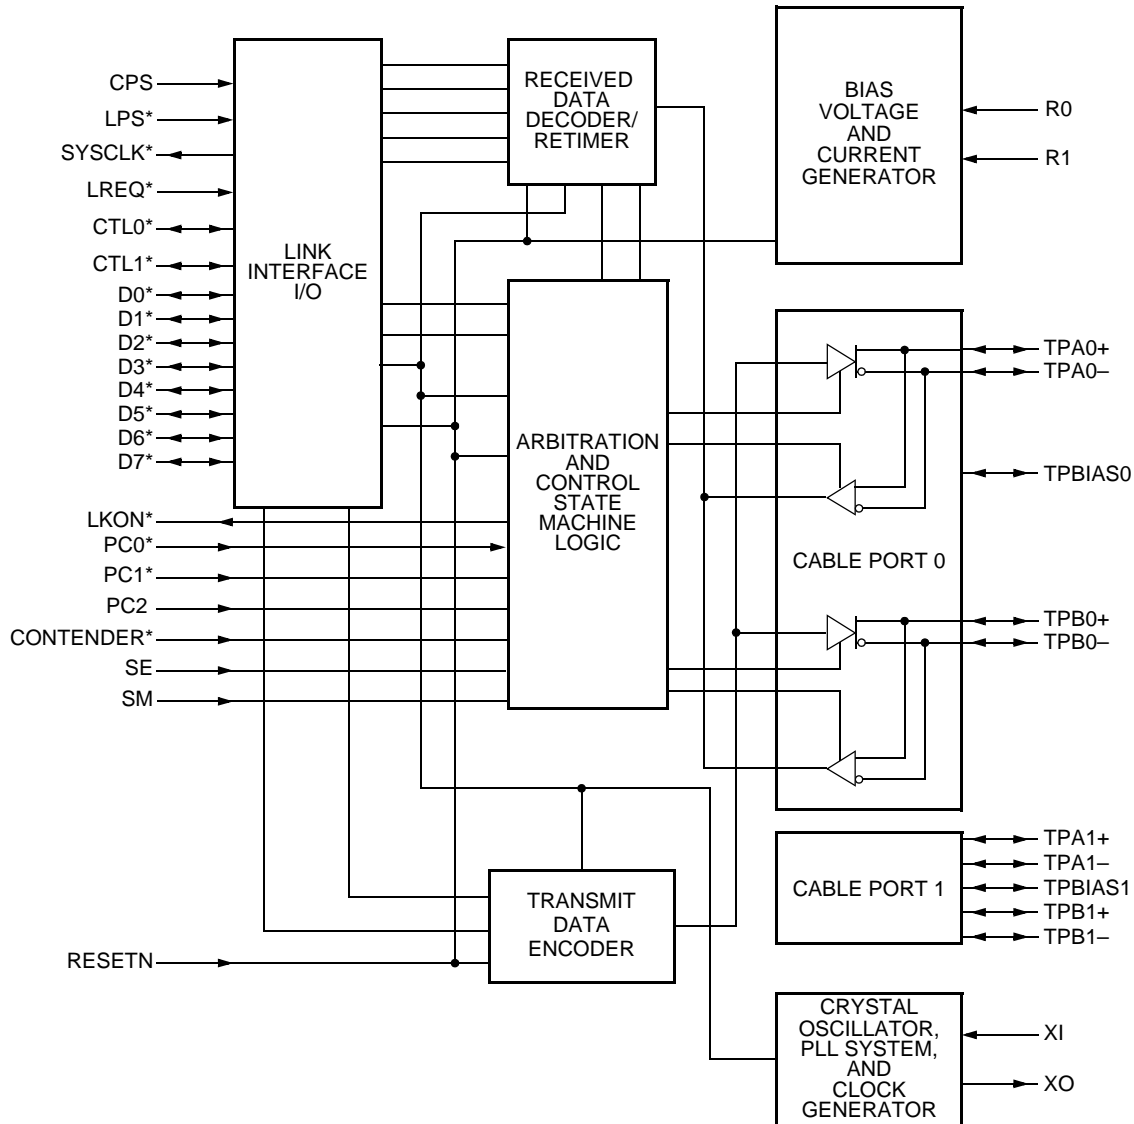 CPS
LPS*
SYSCLK*
LREQ*
CTL0*
CTL1*
D0*
D1*
D2*
D3*
D4*
D5*
D6*
D7*
LKON*
PC0*
PC1*
PC2
CONTENDER*
SE
SM
RESETN
LINK
INTERFACE
I/O
RECEIVED
DATA
DECODER/
RETIMER
ARBITRATION
AND
CONTROL
STATE
MACHINE
LOGIC
TRANSMIT
DATA
ENCODER
BIAS
VOLTAGE
AND
CURRENT
GENERATOR
R0
R1
CABLE PORT 0
TPA0+
TPA0–
TPBIAS0
TPB0+
TPB0–
CABLE PORT 1
TPA1+
TPA1–
TPBIAS1
TPB1+
TPB1–
CRYSTAL
OSCILLATOR,
PLL SYSTEM,
AND
CLOCK
GENERATOR
XI
XO